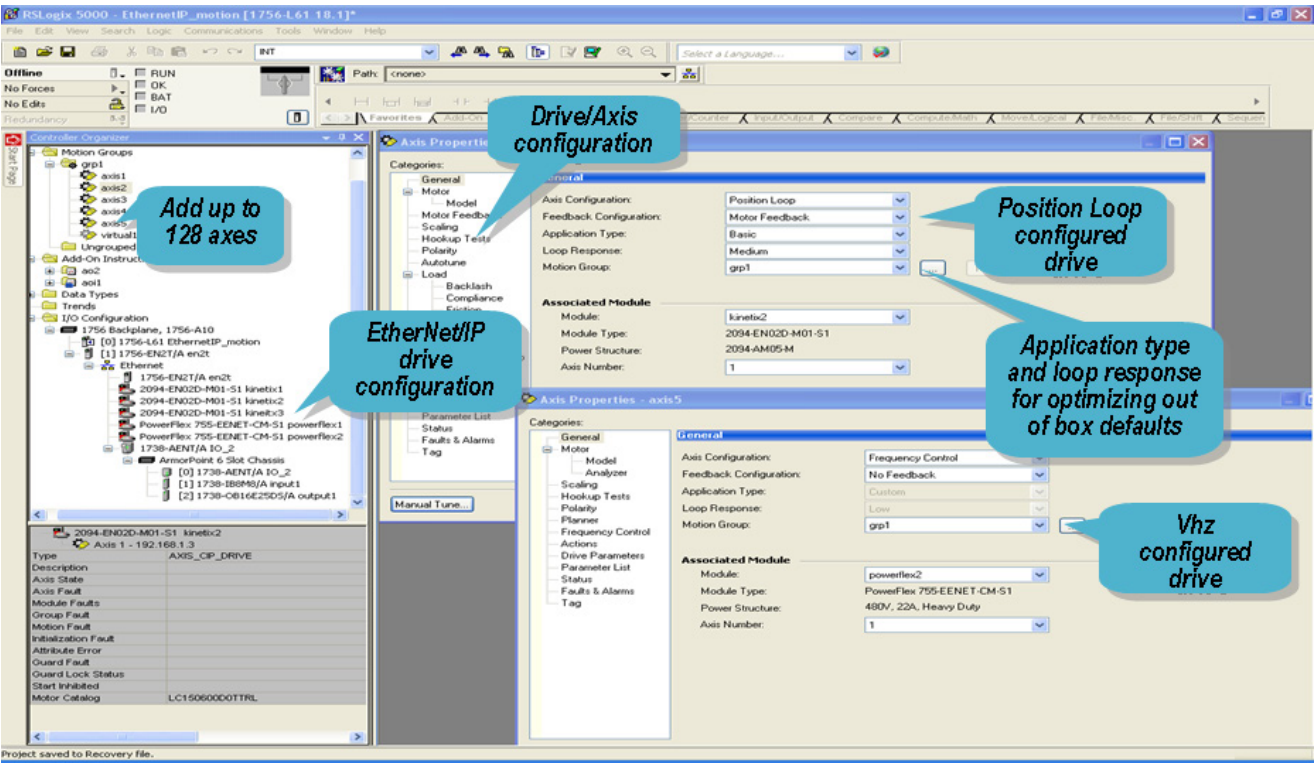 RSLogix 5000 - EthernetIP_motion [1756-L61 18.1]*
File Edit View Search Logic Communications Tools Window Help
INT
Select a Language...
Offline
RUN
No Forces
OK
No Edits
BAT
Redundancy
I/O
Path: <none>
Favorites
Add-On
Input/Output
Compare
Compute/Math
Move/Logical
File/Misc.
File/Shift
Sequen
Start Page
Controller Organizer
Motion Groups
grp1
axis1
axis2
axis3
axis4
axis5
virtual1
Ungrouped
Add-On Instruct
ao2
aoi1
Data Types
Trends
I/O Configuration
1756 Backplane, 1756-A10
[0] 1756-L61 EthernetIP_motion
[1] 1756-EN2T/A en2t
Ethernet
1756-EN2T/A en2t
2094-EN02D-M01-S1 kinetix1
2094-EN02D-M01-S1 kinetix2
2094-EN02D-M01-S1 kneitx3
PowerFlex 755-EENET-CM-S1 powerflex1
PowerFlex 755-EENET-CM-S1 powerflex2
1738-AENT/A IO_2
ArmorPoint 6 Slot Chassis
[0] 1738-AENT/A IO_2
[1] 1738-IB8M8/A input1
[2] 1738-OB16E25DS/A output1
2094-EN02D-M01-S1 kinetix2
Axis 1 - 192.168.1.3
Type AXIS_CIP_DRIVE
Description
Axis State
Axis Fault
Module Faults
Group Fault
Motion Fault
Initialization Fault
Attribute Error
Guard Fault
Guard Lock Status
Start Inhibited
Motor Catalog LC150600D0TTRL
Project saved to Recovery file.
Add up to
128 axes
Drive/Axis
configuration
EtherNet/IP
drive
configuration
Axis Properti
Categories:
General
Motor
Model
Motor Feedba
Scaling
Hookup Tests
Polarity
Autotune
Load
Backlash
Compliance
Friction
Parameter List
Status
Faults & Alarms
Tag
Manual Tune...
General
Axis Configuration: Position Loop
Feedback Configuration: Motor Feedback
Application Type: Basic
Loop Response: Medium
Motion Group: grp1
...
Associated Module
Module: kinetix2
Module Type: 2094-EN02D-M01-S1
Power Structure: 2094-AM05-M
Axis Number: 1
Position Loop
configured
drive
Application type
and loop response
for optimizing out
of box defaults
Axis Properties - axis5
Categories:
General
Motor
Model
Analyzer
Scaling
Hookup Tests
Polarity
Planner
Frequency Control
Actions
Drive Parameters
Parameter List
Status
Faults & Alarms
Tag
General
Axis Configuration: Frequency Control
Feedback Configuration: No Feedback
Application Type: Custom
Loop Response: Low
Motion Group: grp1
Associated Module
Module: powerflex2
Module Type: PowerFlex 755-EENET-CM-S1
Power Structure: 480V, 22A, Heavy Duty
Axis Number: 1
Vhz
configured
drive